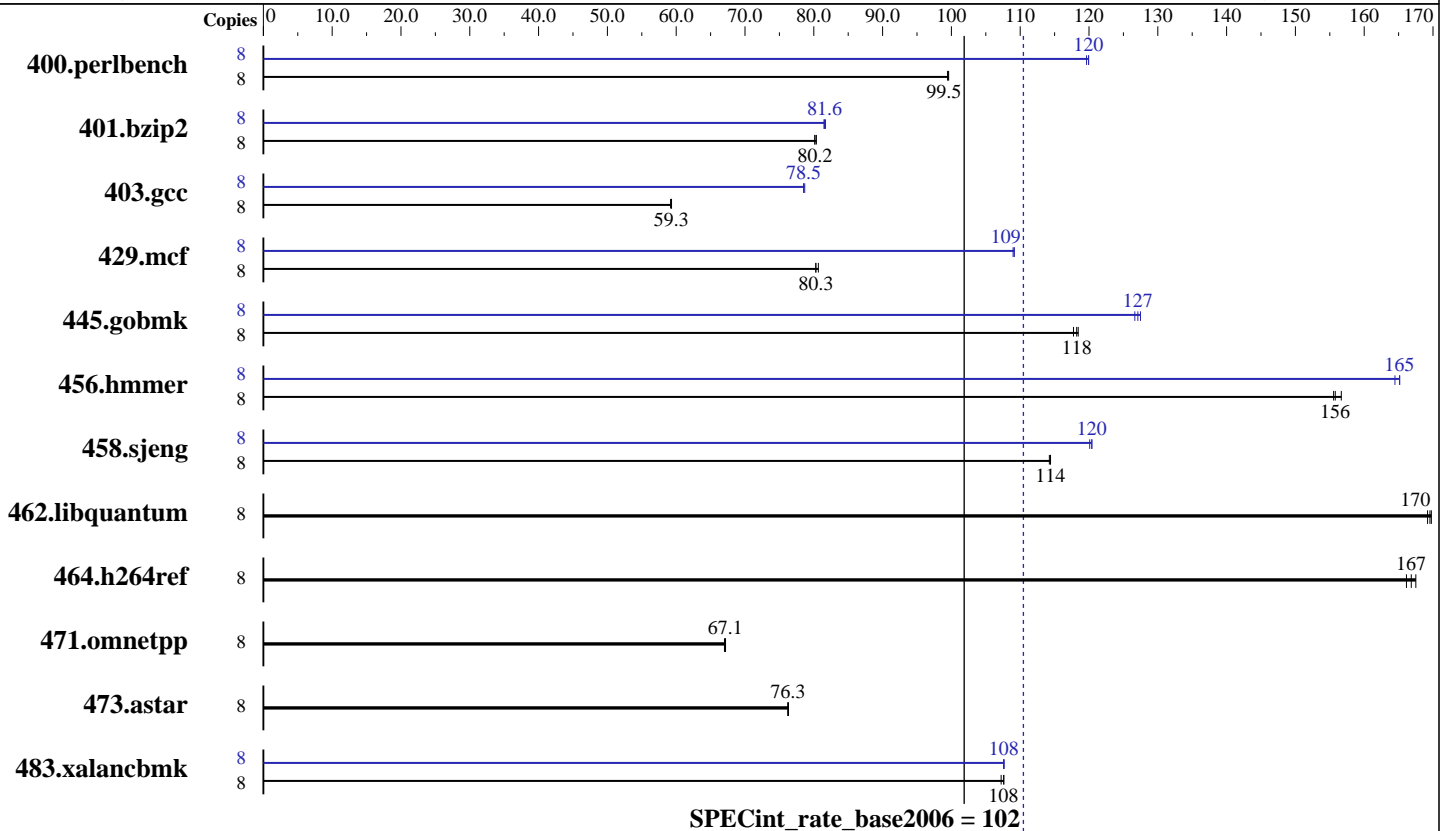 Copies 0 10.0 20.0 30.0 40.0 50.0 60.0 70.0 80.0 90.0 100 110 120 130 140 150 160 170
400.perlbench 8 120
8 99.5
401.bzip2 8 81.6
8 80.2
403.gcc 8 78.5
8 59.3
429.mcf 8 109
8 80.3
445.gobmk 8 127
8 118
456.hmmer 8 165
8 156
458.sjeng 8 120
8 114
462.libquantum 8 170
464.h264ref 8 167
471.omnetpp 8 67.1
473.astar 8 76.3
483.xalancbmk 8 108
8 108
SPECint_rate_base2006 = 102